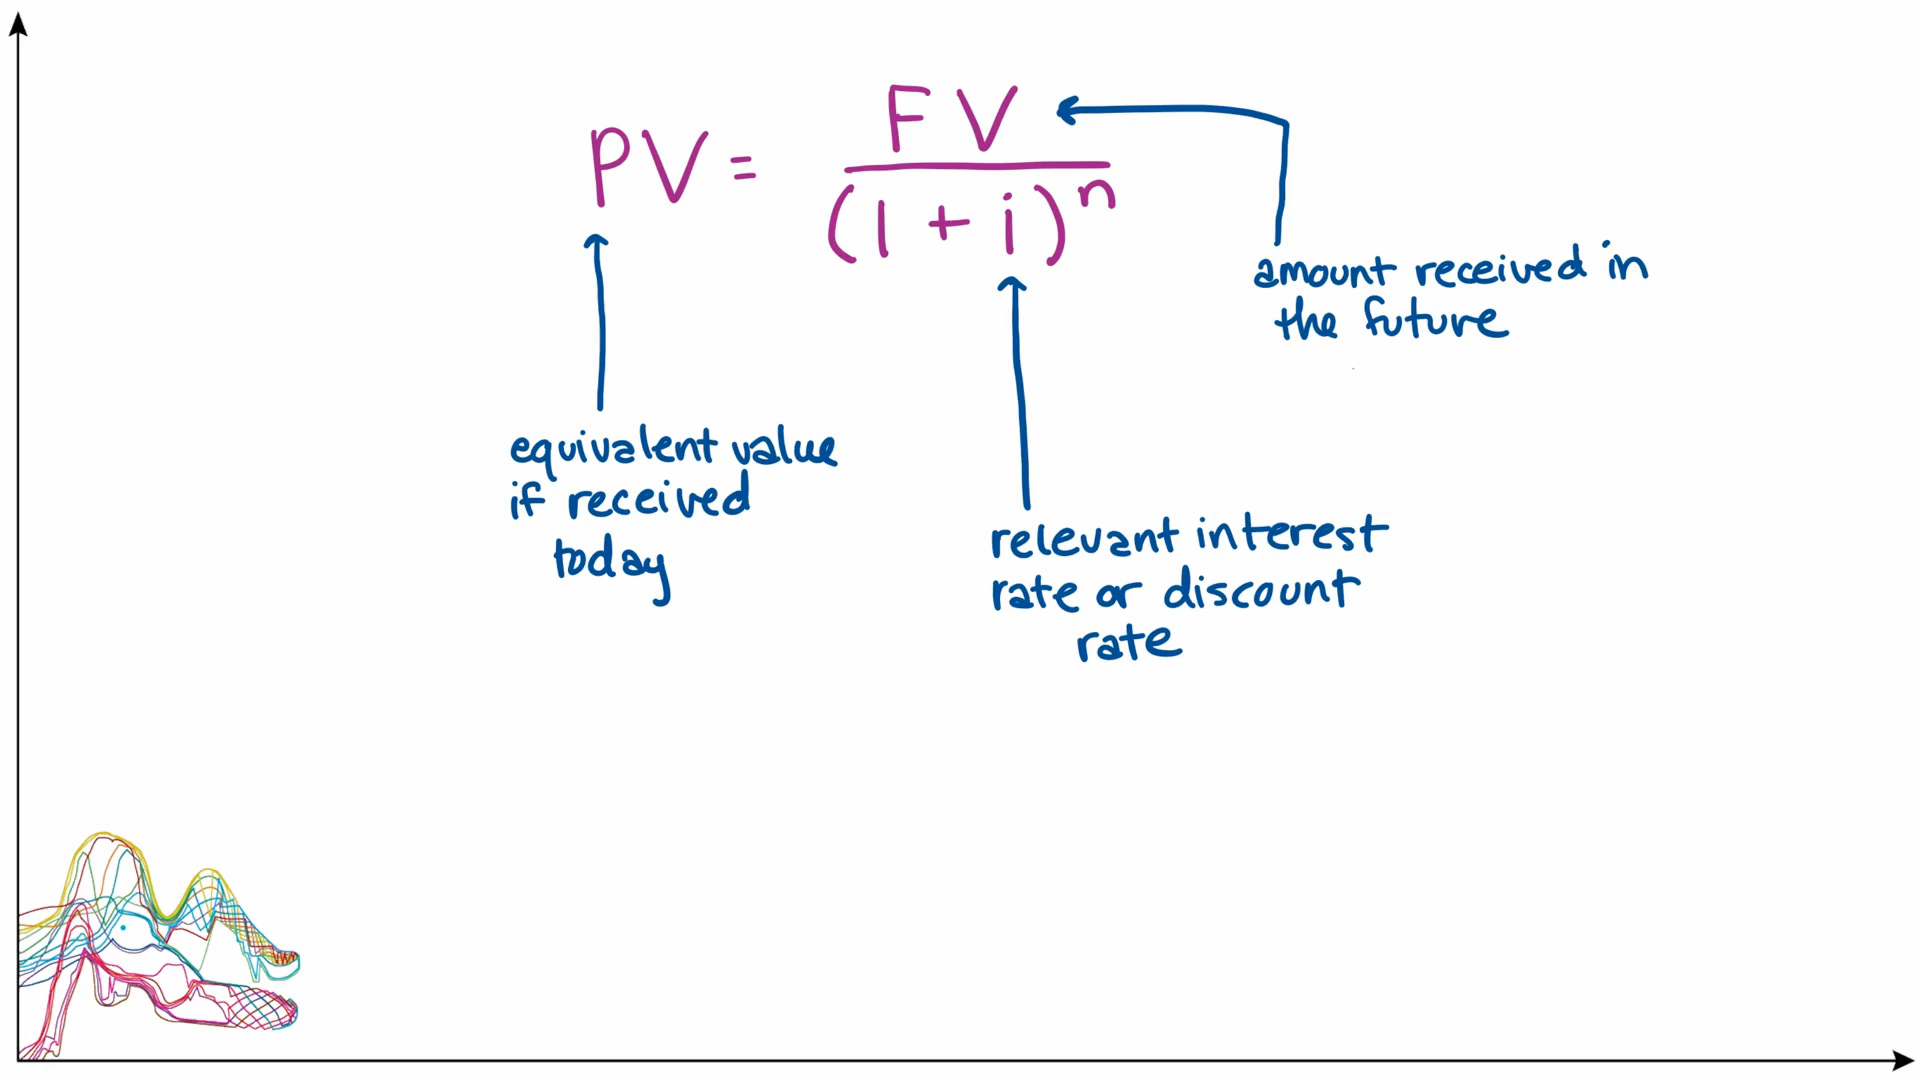 PV = FV
(1 + i)^n
amount received in
the future
equivalent value
if received
today
relevant interest
rate or discount
rate